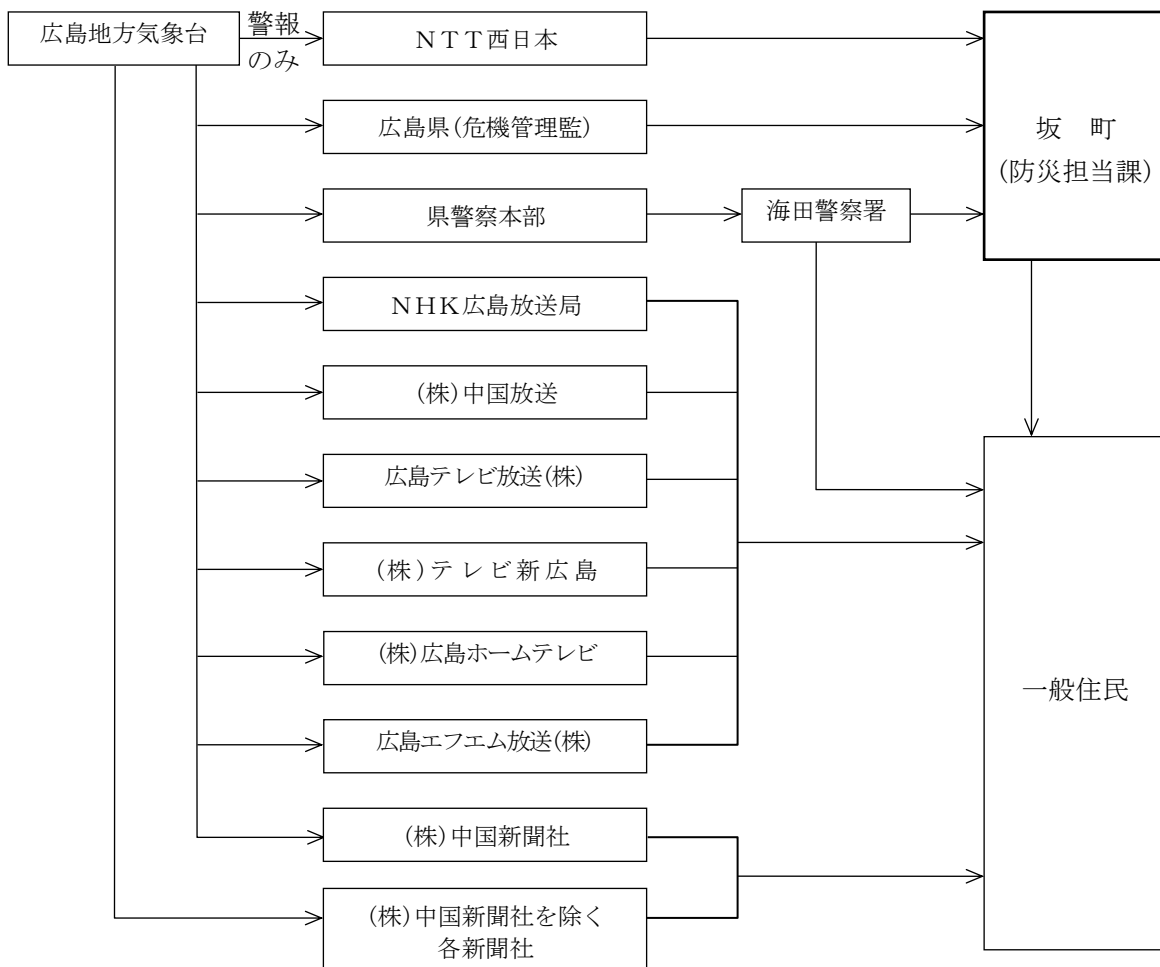 広島地方気象台
警報
のみ
NTT西日本
広島県(危機管理監)
坂 町
(防災担当課)
県警察本部
海田警察署
NHK広島放送局
(株)中国放送
広島テレビ放送(株)
(株)テレビ新広島
(株)広島ホームテレビ
一般住民
広島エフエム放送(株)
(株)中国新聞社
(株)中国新聞社を除く
各新聞社